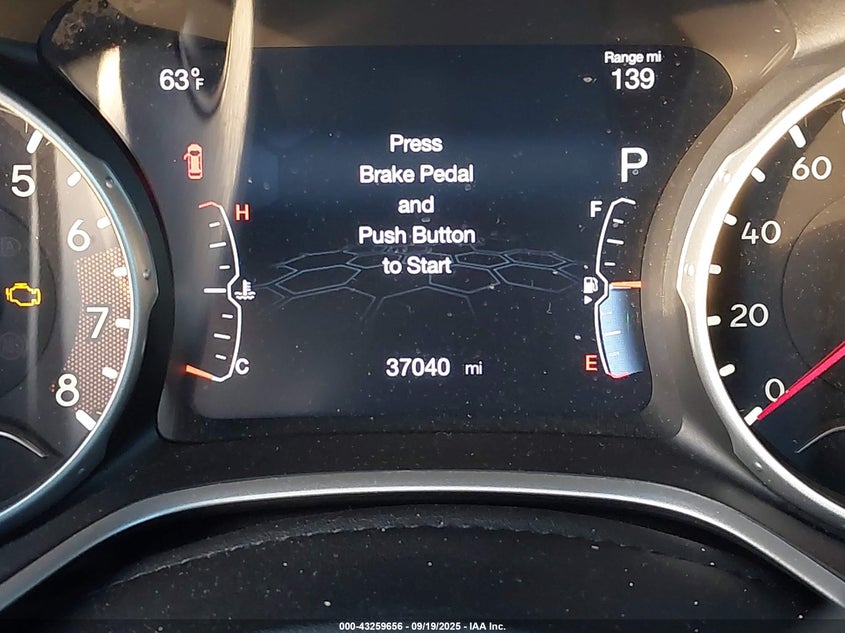 63°F
Range mi
139
Press
Brake Pedal
and
Push Button
to Start
P
H
C
F
E
37040 mi
5
6
7
8
60
40
20
0
000-43259656 - 09/19/2025 - IAA Inc.